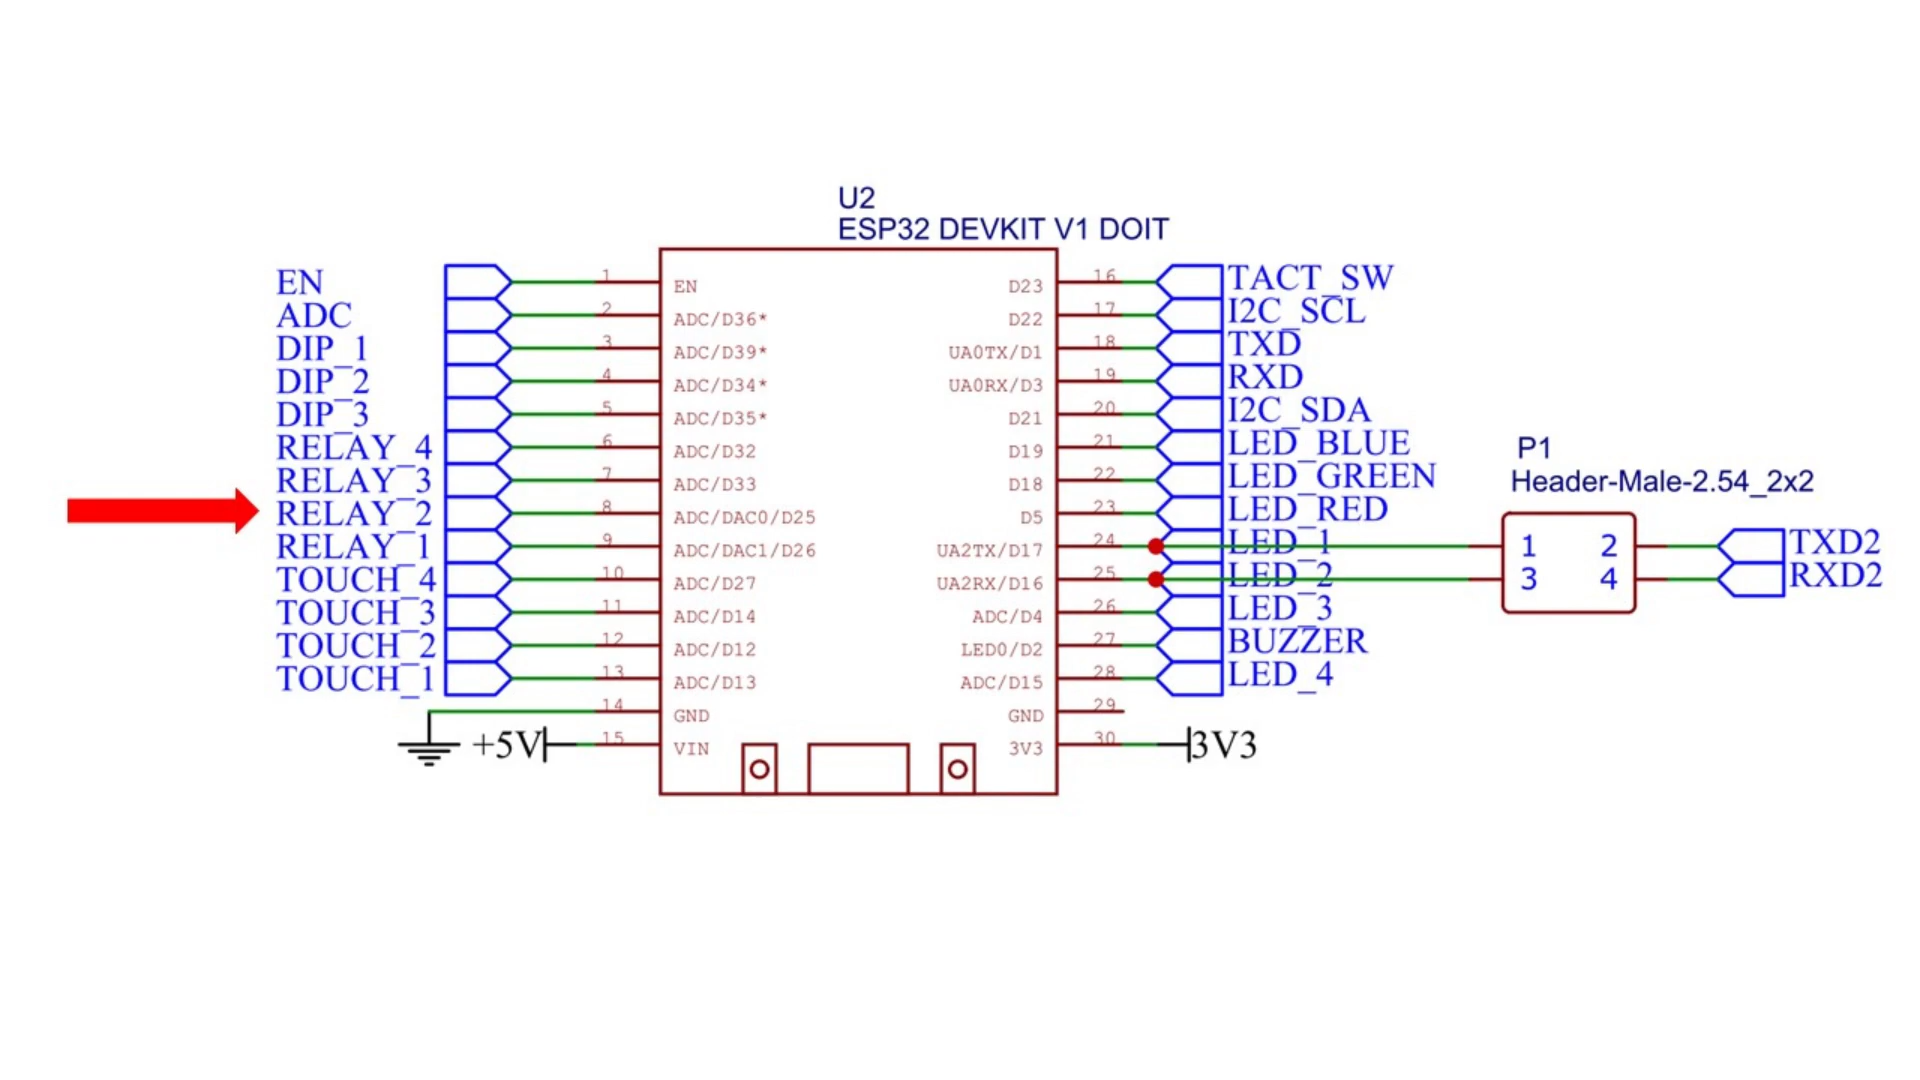 U2
ESP32 DEVKIT V1 DOIT
EN 1 EN D23 16 TACT_SW
ADC 2 ADC/D36* D22 17 I2C_SCL
DIP_1 3 ADC/D39* UA0TX/D1 18 TXD
DIP_2 4 ADC/D34* UA0RX/D3 19 RXD
DIP_3 5 ADC/D35* D21 20 I2C_SDA
RELAY_4 6 ADC/D32 D19 21 LED_BLUE
RELAY_3 7 ADC/D33 D18 22 LED_GREEN
RELAY_2 8 ADC/DAC0/D25 D5 23 LED_RED
RELAY_1 9 ADC/DAC1/D26 UA2TX/D17 24 LED_1
TOUCH_4 10 ADC/D27 UA2RX/D16 25 LED_2
TOUCH_3 11 ADC/D14 ADC/D4 26 LED_3
TOUCH_2 12 ADC/D12 LED0/D2 27 BUZZER
TOUCH_1 13 ADC/D13 ADC/D15 28 LED_4
14 GND GND 29
+5V 15 VIN 3V3 30 3V3
P1
Header-Male-2.54_2x2
1 2 TXD2
3 4 RXD2